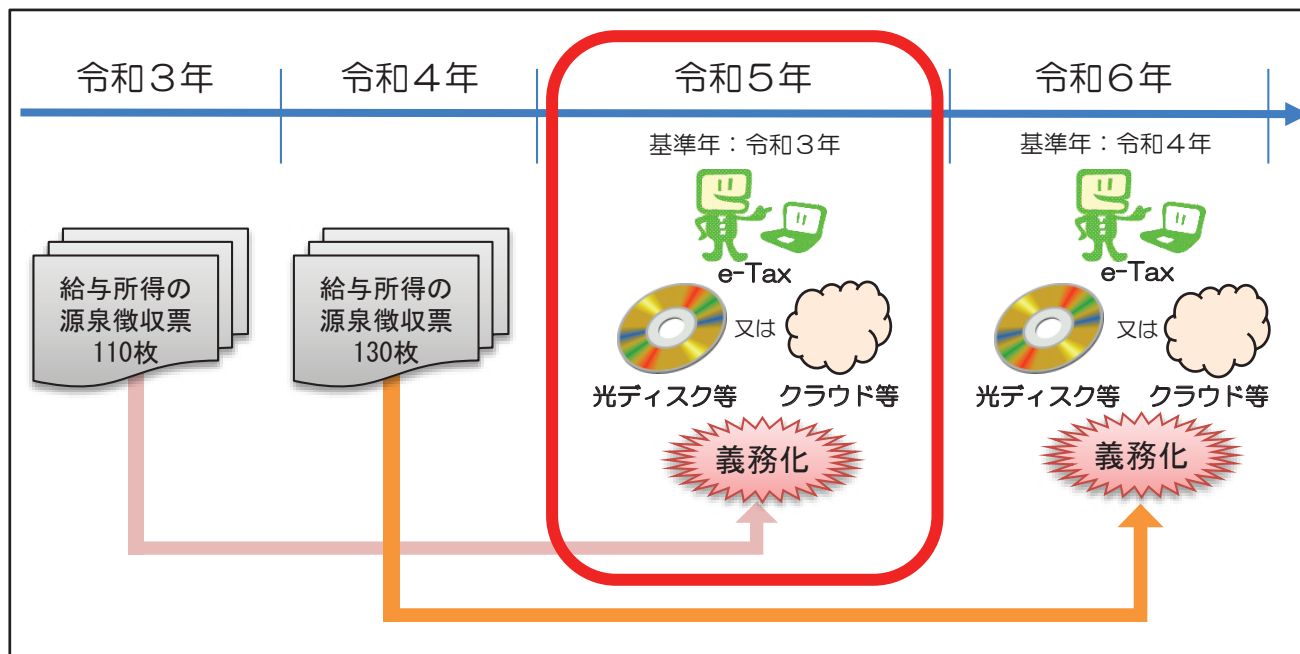 令和３年
令和４年
令和５年
令和６年
基準年：令和３年
基準年：令和４年
給与所得の
源泉徴収票
110枚
給与所得の
源泉徴収票
130枚
e-Tax
又は
光ディスク等
クラウド等
義務化
e-Tax
又は
光ディスク等
クラウド等
義務化